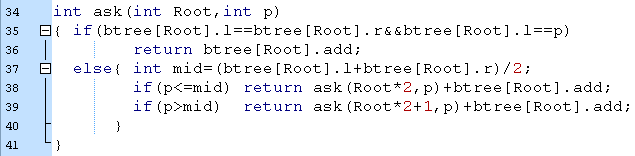 34 int ask(int Root,int p)
35 { if(btree[Root].l==btree[Root].r&&btree[Root].l==p)
36 return btree[Root].add;
37 else{ int mid=(btree[Root].l+btree[Root].r)/2;
38 if(p<=mid) return ask(Root*2,p)+btree[Root].add;
39 if(p>mid) return ask(Root*2+1,p)+btree[Root].add;
40 }
41 }